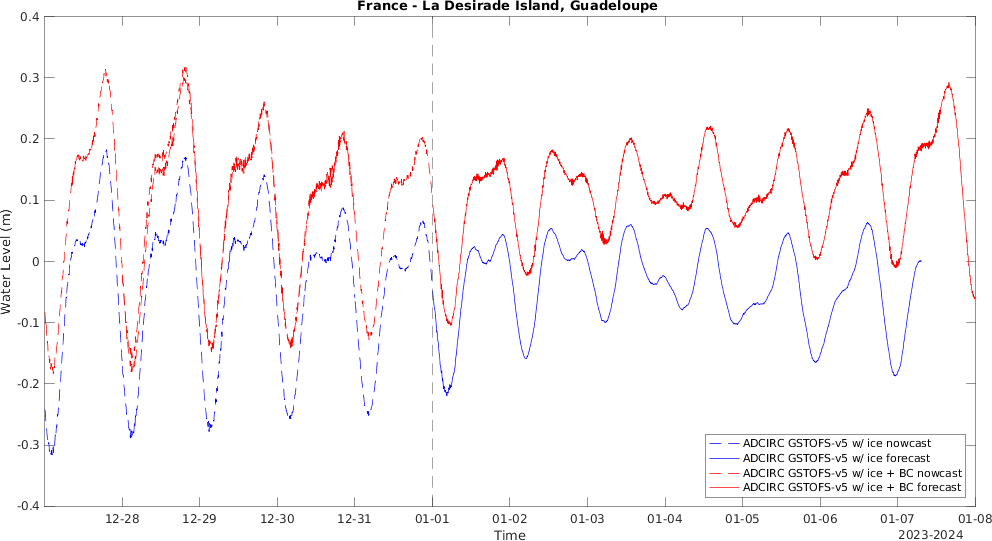 France - La Desirade Island, Guadeloupe
0.4
0.3
0.2
0.1
0
-0.1
-0.2
-0.3
-0.4
Water Level (m)
ADCIRC GSTOFS-v5 w/ ice nowcast
ADCIRC GSTOFS-v5 w/ ice forecast
ADCIRC GSTOFS-v5 w/ ice + BC nowcast
ADCIRC GSTOFS-v5 w/ ice + BC forecast
12-28 12-29 12-30 12-31 01-01 01-02 01-03 01-04 01-05 01-06 01-07 01-08
Time
2023-2024